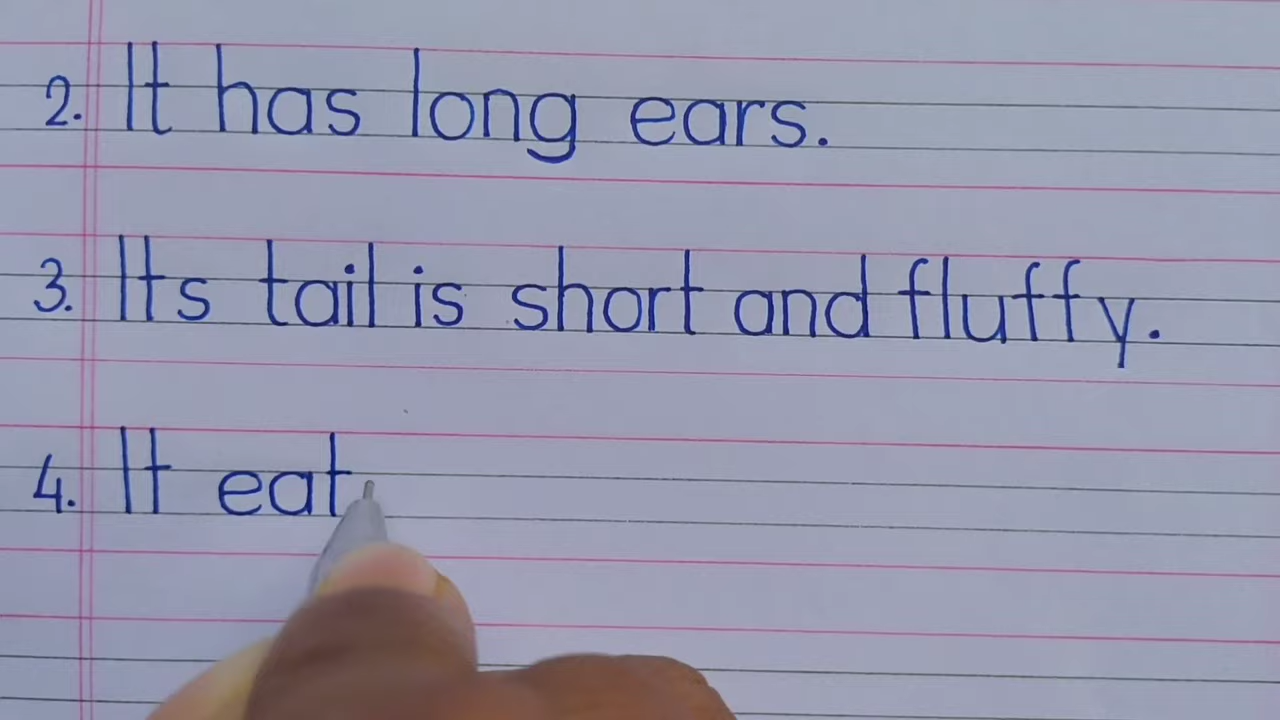 2. It has long ears.
3. Its tail is short and fluffy.
4. It eat